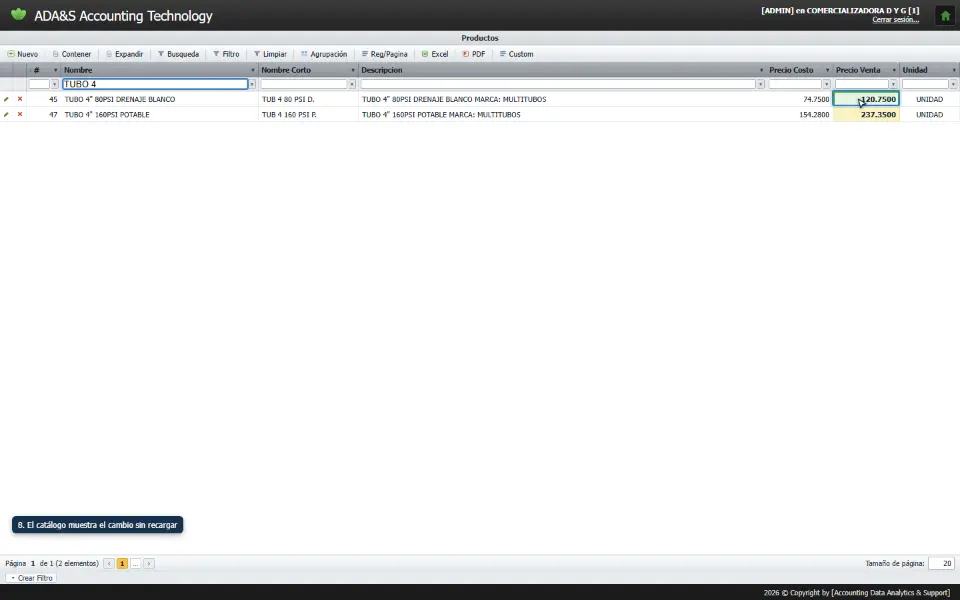 ADA&S Accounting Technology
[ADMIN] en COMERCIALIZADORA D Y G [1]
Cerrar sesión...
Productos
Nuevo Contener Expandir Busqueda Filtro Limpiar Agrupación Reg/Pagina Excel PDF Custom
# Nombre Nombre Corto Descripcion Precio Costo Precio Venta Unidad
TUBO 4
45 TUBO 4" 80PSI DRENAJE BLANCO TUB 4 80 PSI D. TUBO 4" 80PSI DRENAJE BLANCO MARCA: MULTITUBOS 74.7500 120.7500 UNIDAD
47 TUBO 4" 160PSI POTABLE TUB 4 160 PSI P. TUBO 4" 160PSI POTABLE MARCA: MULTITUBOS 154.2800 237.3500 UNIDAD
8. El catálogo muestra el cambio sin recargar
Página 1 de 1 (2 elementos) 1 ... Tamaño de página: 20
Crear Filtro
2026 © Copyright by [Accounting Data Analytics & Support]